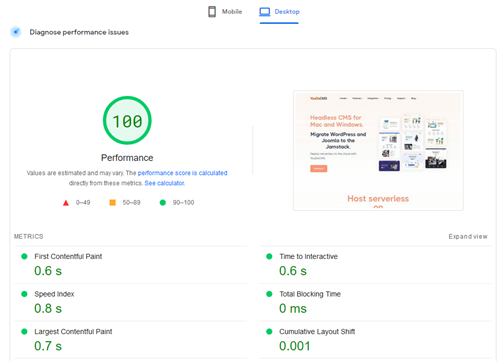 Mobile
Desktop
Diagnose performance issues
100
Performance
Values are estimated and may vary. The performance score is calculated
directly from these metrics. See calculator.
0–49
50–89
90–100
Headless CMS for
Mac and Windows.
Migrate WordPress and
Joomla to the
Jamstack.
Host serverless
on
METRICS
Expand view
First Contentful Paint
0.6 s
Time to Interactive
0.6 s
Speed Index
0.8 s
Total Blocking Time
0 ms
Largest Contentful Paint
0.7 s
Cumulative Layout Shift
0.001